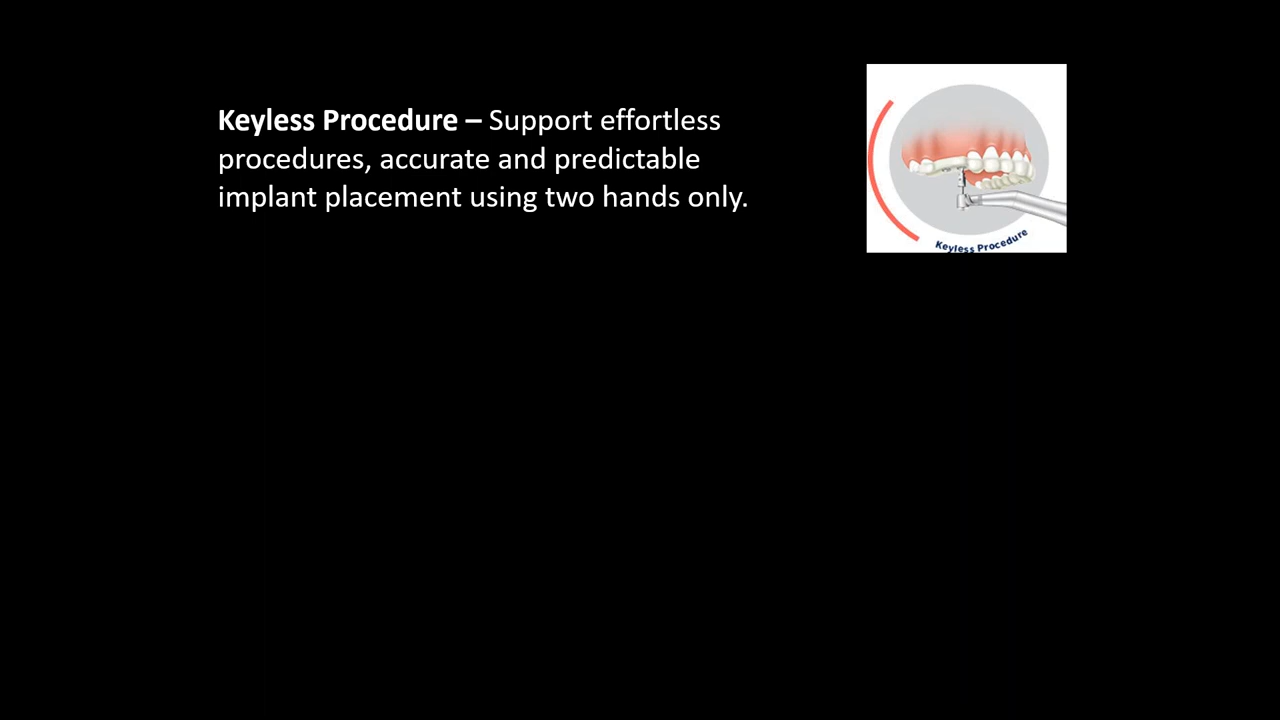 Keyless Procedure – Support effortless
procedures, accurate and predictable
implant placement using two hands only.
Keyless Procedure